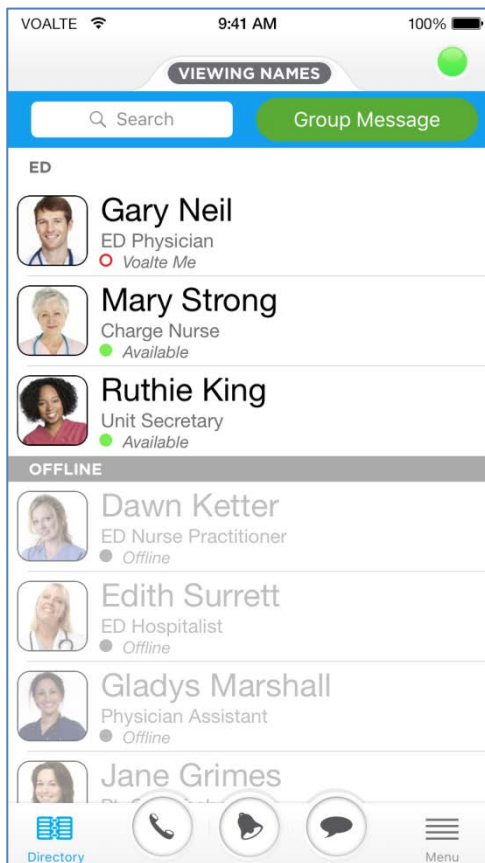 VOALTE 9:41 AM 100%
VIEWING NAMES
Search Group Message
ED
Gary Neil
ED Physician
Voalte Me
Mary Strong
Charge Nurse
Available
Ruthie King
Unit Secretary
Available
OFFLINE
Dawn Ketter
ED Nurse Practitioner
Offline
Edith Surrett
ED Hospitalist
Offline
Gladys Marshall
Physician Assistant
Offline
Jane Grimes
Directory Menu